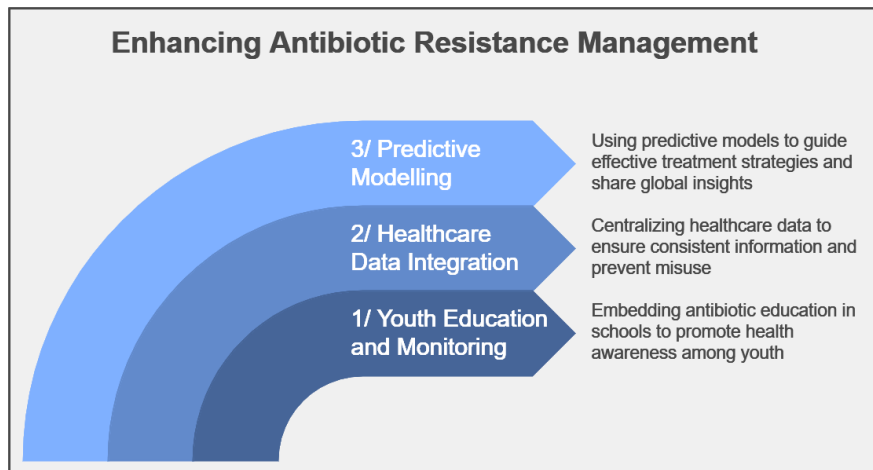 Enhancing Antibiotic Resistance Management
3/ Predictive
Modelling
Using predictive models to guide
effective treatment strategies and
share global insights
2/ Healthcare
Data Integration
Centralizing healthcare data to
ensure consistent information and
prevent misuse
1/ Youth Education
and Monitoring
Embedding antibiotic education in
schools to promote health
awareness among youth